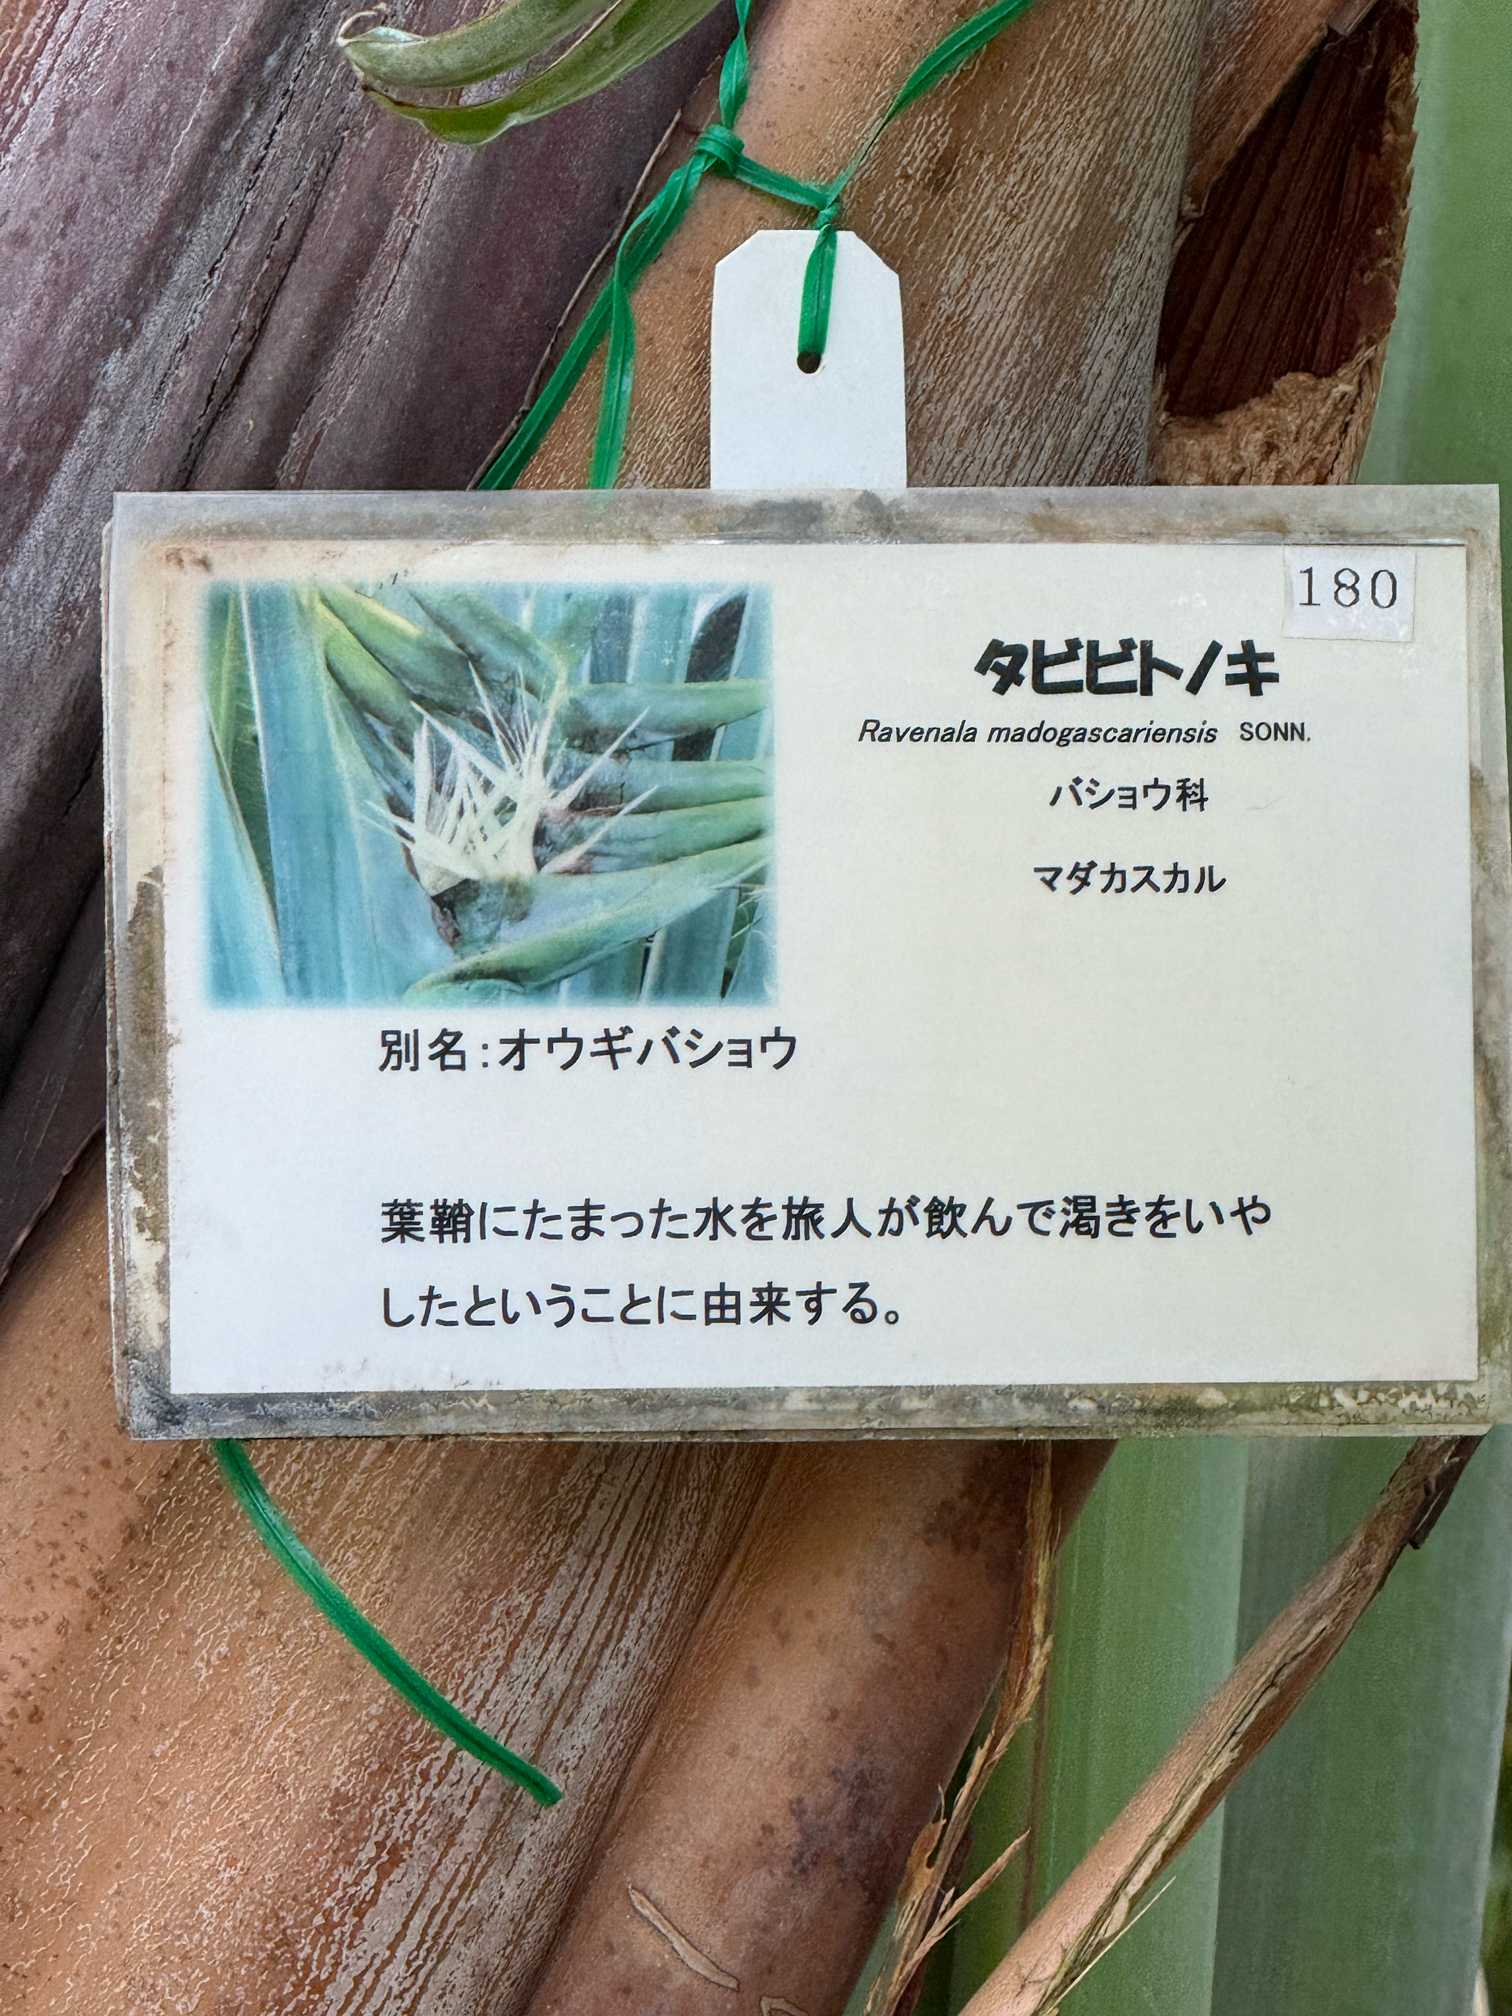 180
タビビトノキ
Ravenala madogascariensis SONN.
バショウ科
マダカスカル
別名:オウギバショウ
葉鞘にたまった水を旅人が飲んで渇きをいや
したということに由来する。